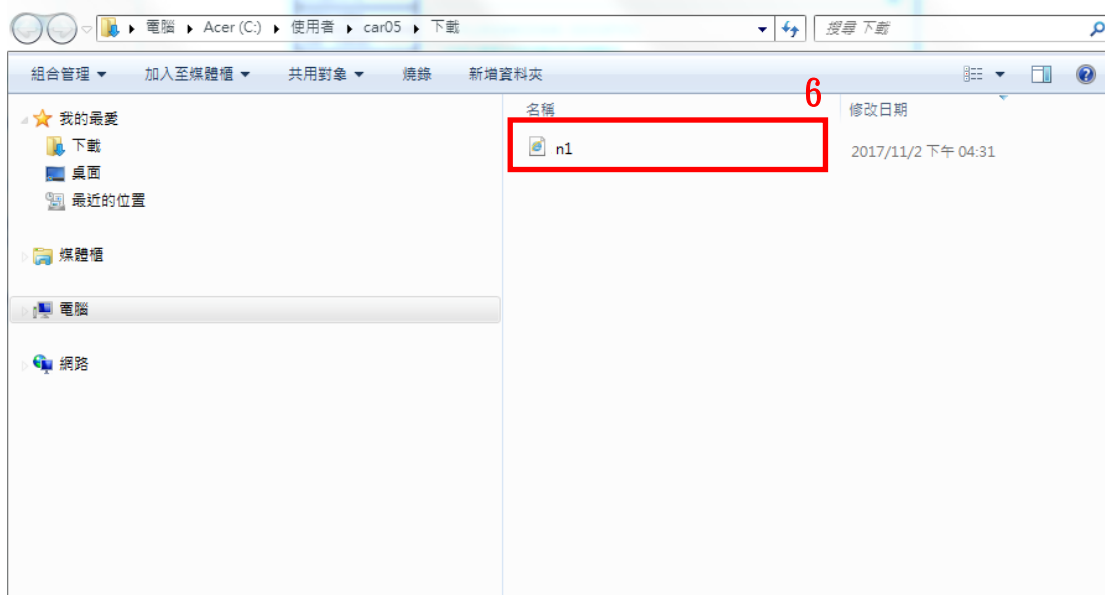 電腦 Acer (C:) 使用者 car05 下載 搜尋 下載
組合管理 加入至媒體櫃 共用對象 燒錄 新增資料夾
6
名稱 修改日期
我的最愛
下載
桌面
最近的位置
媒體櫃
電腦
網路
n1 2017/11/2 下午 04:31